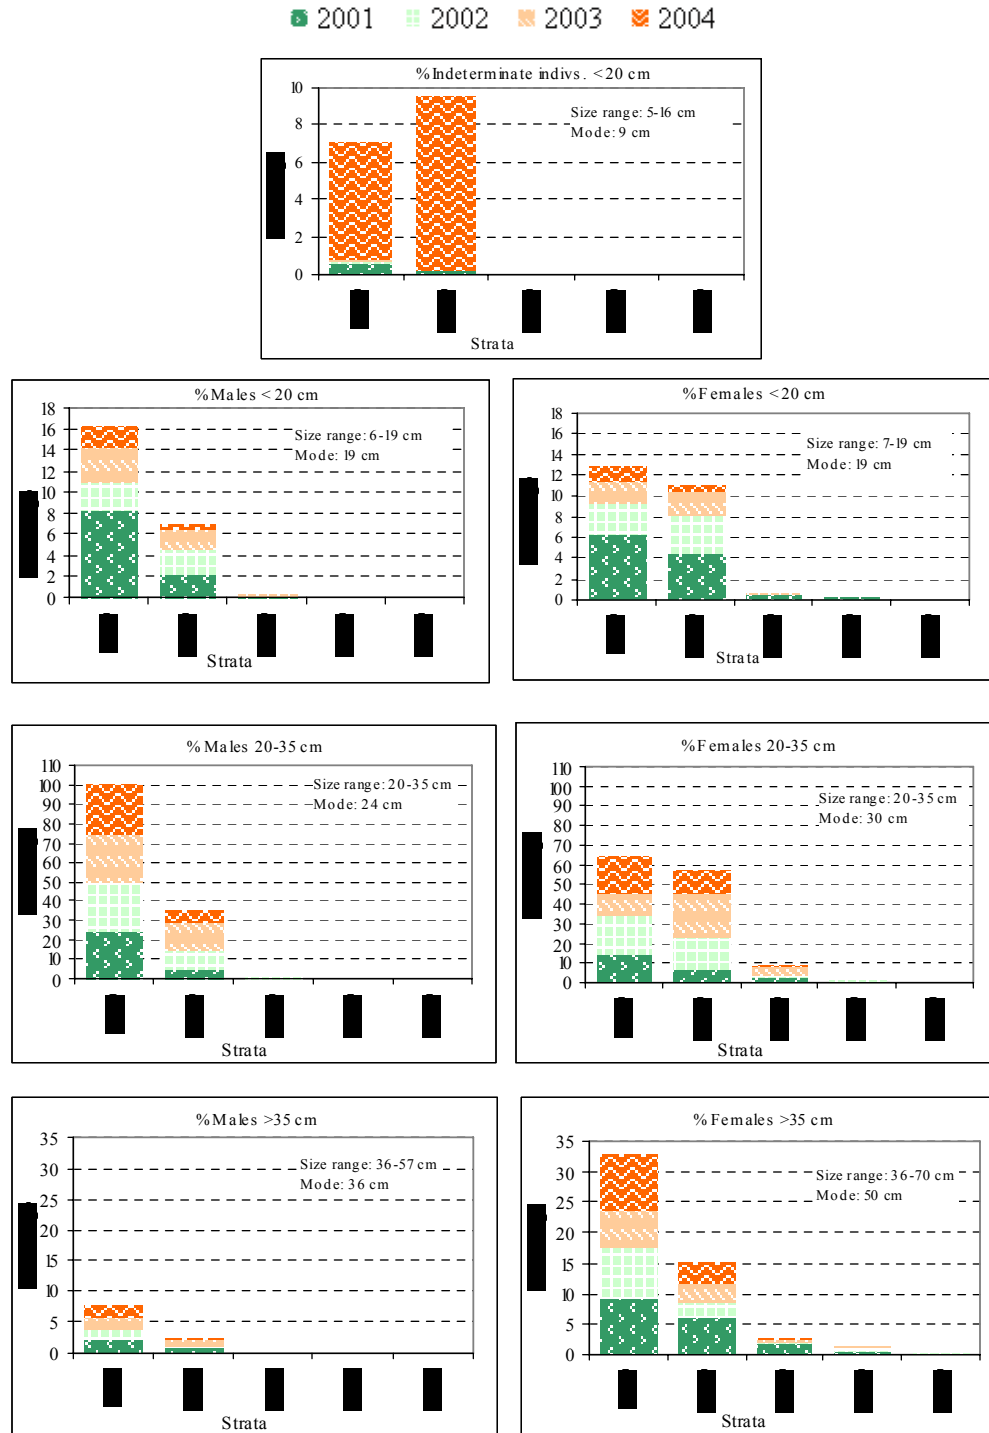 2001 2002 2003 2004
%Indeterminate indivs. <20 cm
Size range: 5-16 cm
Mode: 9 cm
10
8
6
4
2
0
Strata
%Males <20 cm
Size range: 6-19 cm
Mode: 19 cm
18
16
14
12
10
8
6
4
2
0
Strata
%Females <20 cm
Size range: 7-19 cm
Mode: 19 cm
18
16
14
12
10
8
6
4
2
0
Strata
%Males 20-35 cm
Size range: 20-35 cm
Mode: 24 cm
110
100
90
80
70
60
50
40
30
20
10
0
Strata
%Females 20-35 cm
Size range: 20-35 cm
Mode: 30 cm
110
100
90
80
70
60
50
40
30
20
10
0
Strata
%Males >35 cm
Size range: 36-57 cm
Mode: 36 cm
35
30
25
20
15
10
5
0
Strata
%Females >35 cm
Size range: 36-70 cm
Mode: 50 cm
35
30
25
20
15
10
5
0
Strata